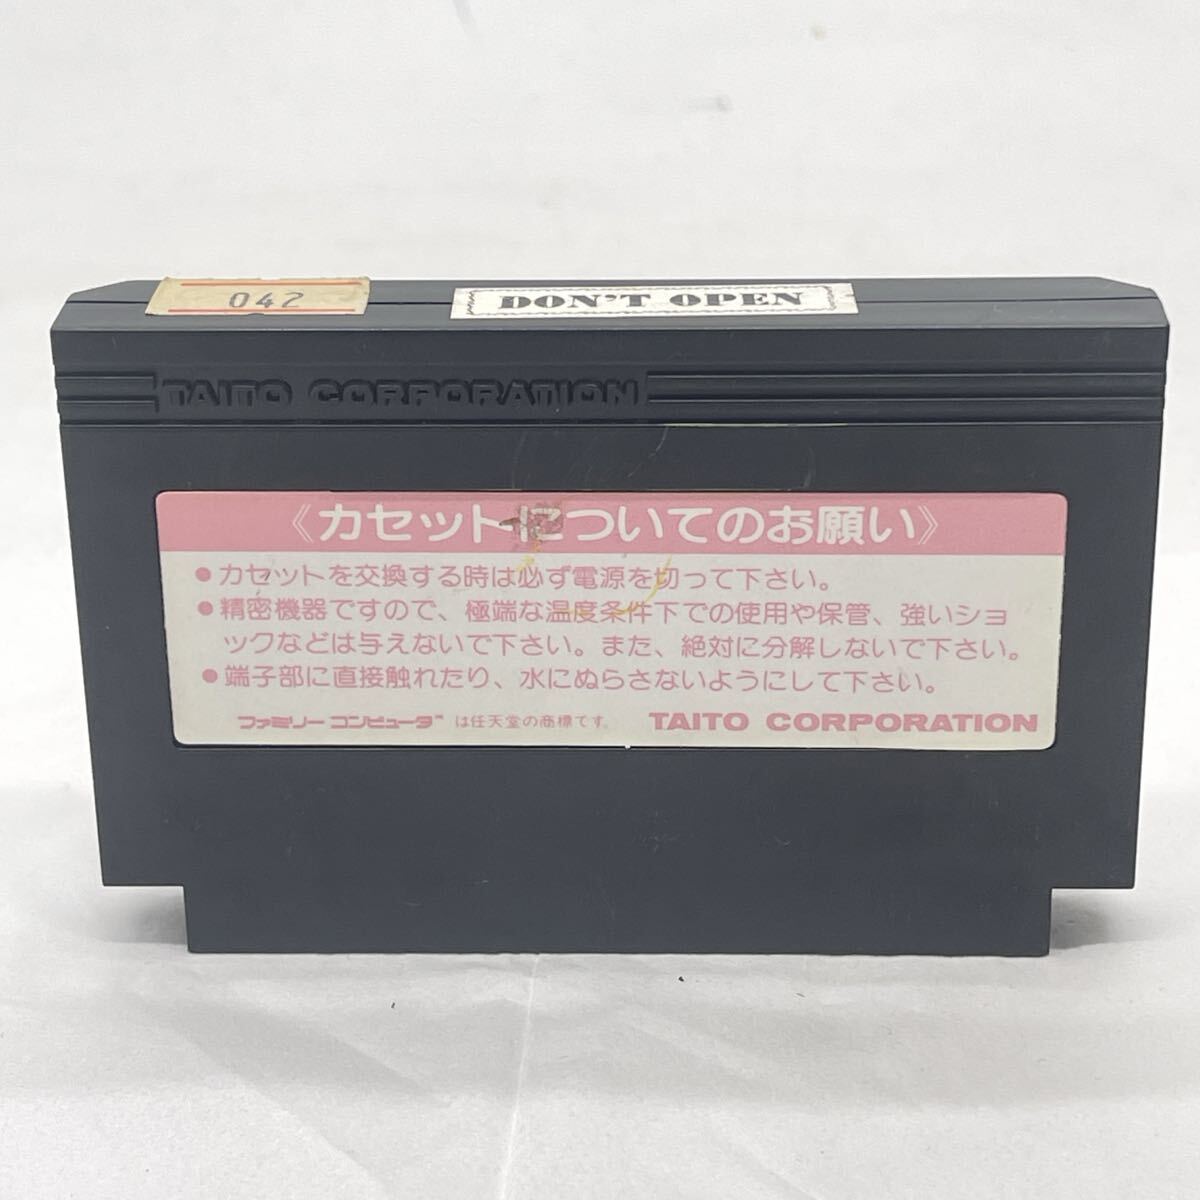 042
DON'T OPEN
TAITO CORPORATION
《カセットについてのお願い》
●カセットを交換する時は必ず電源を切って下さい。
●精密機器ですので、極端な温度条件下での使用や保管、強いショ
ックなどは与えないで下さい。また、絶対に分解しないで下さい。
●端子部に直接触れたり、水にぬらさないようにして下さい。
ファミリーコンピュータ™ は任天堂の商標です。 TAITO CORPORATION